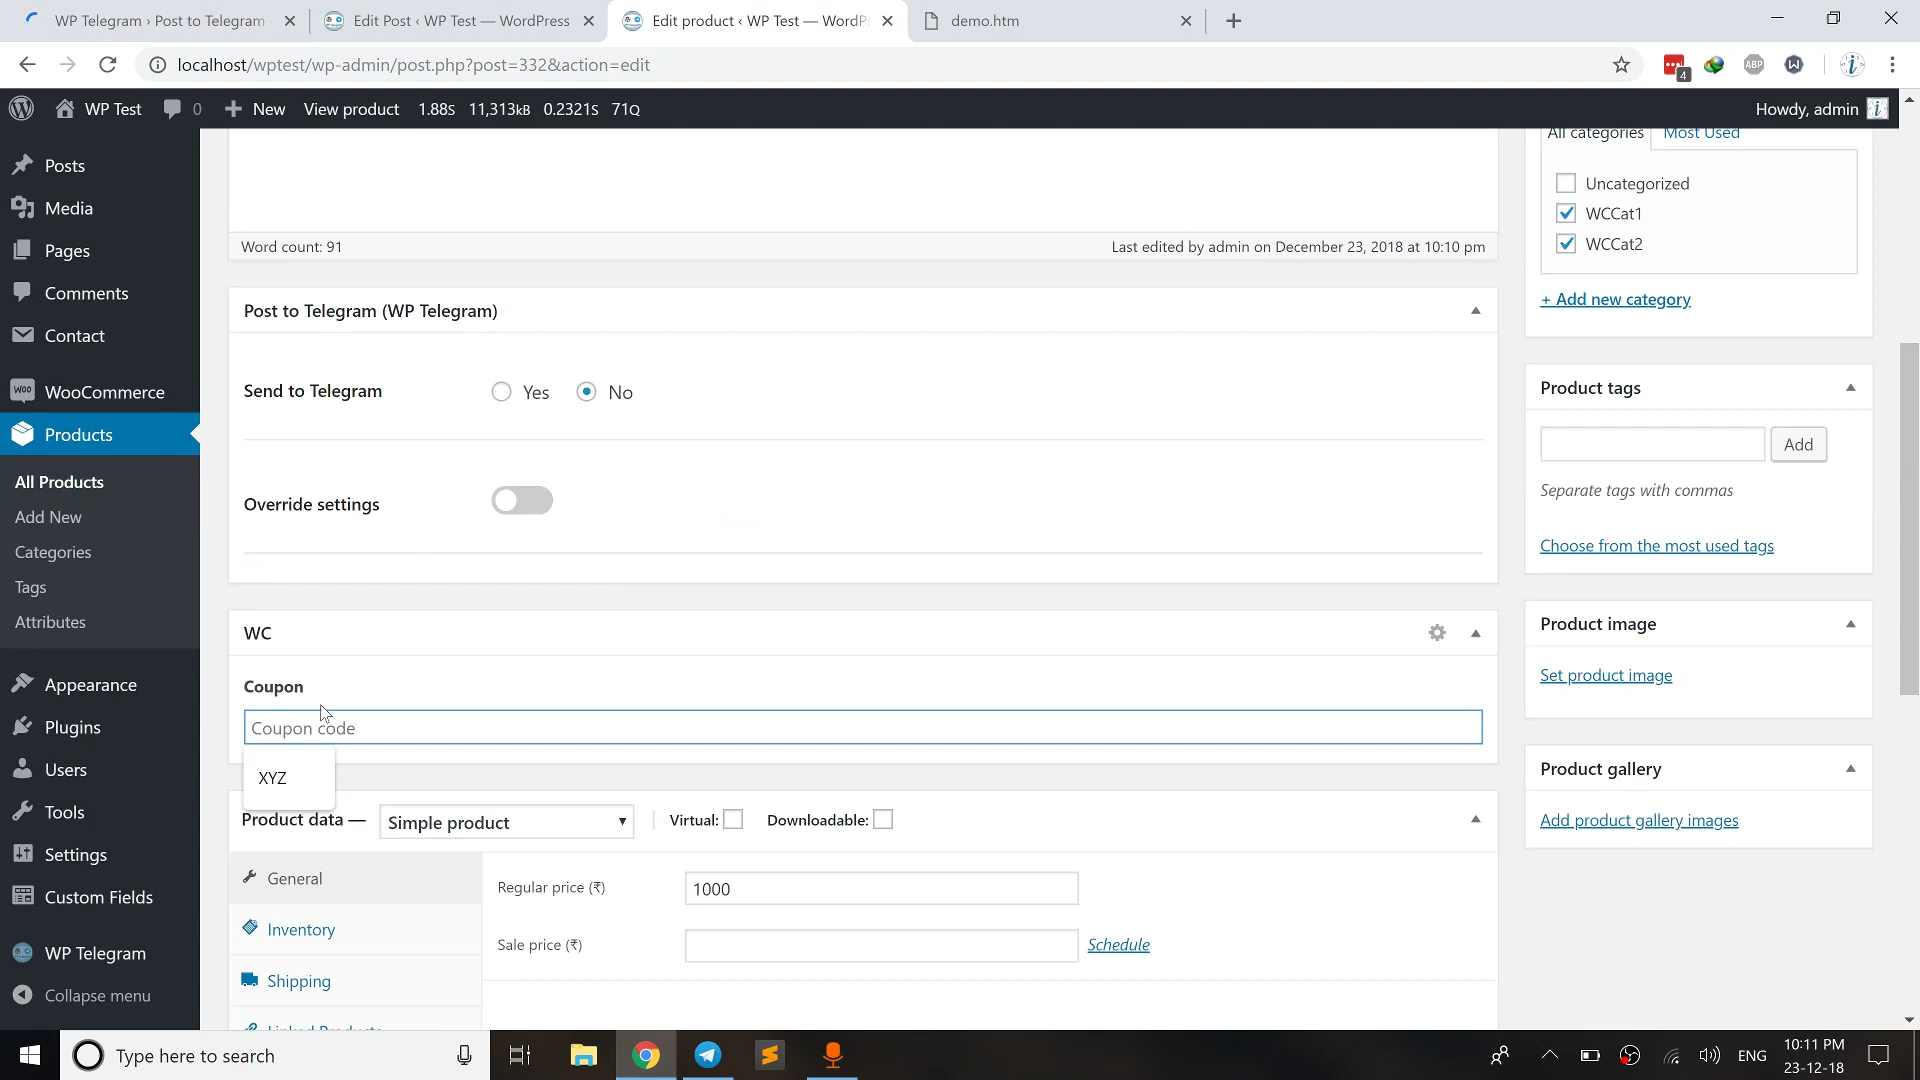 WP Telegram › Post to Telegram
Edit Post ‹ WP Test — WordPress
Edit product ‹ WP Test — WordP
demo.htm
localhost/wptest/wp-admin/post.php?post=332&action=edit
4
ABP
WP Test
0
New
View product
1.88s 11,313kB 0.2321s 71Q
Howdy, admin
Posts
Media
Pages
Comments
Contact
WooCommerce
Products
All Products
Add New
Categories
Tags
Attributes
Appearance
Plugins
Users
Tools
Settings
Custom Fields
WP Telegram
Collapse menu
Word count: 91
Last edited by admin on December 23, 2018 at 10:10 pm
Post to Telegram (WP Telegram)
Send to Telegram
Yes
No
Override settings
WC
Coupon
Coupon code
XYZ
Product data —
Simple product
Virtual:
Downloadable:
General
Inventory
Shipping
Linked Products
Regular price (₹)
1000
Sale price (₹)
Schedule
All categories
Most Used
Uncategorized
WCCat1
WCCat2
+ Add new category
Product tags
Add
Separate tags with commas
Choose from the most used tags
Product image
Set product image
Product gallery
Add product gallery images
Type here to search
ENG
10:11 PM
23-12-18